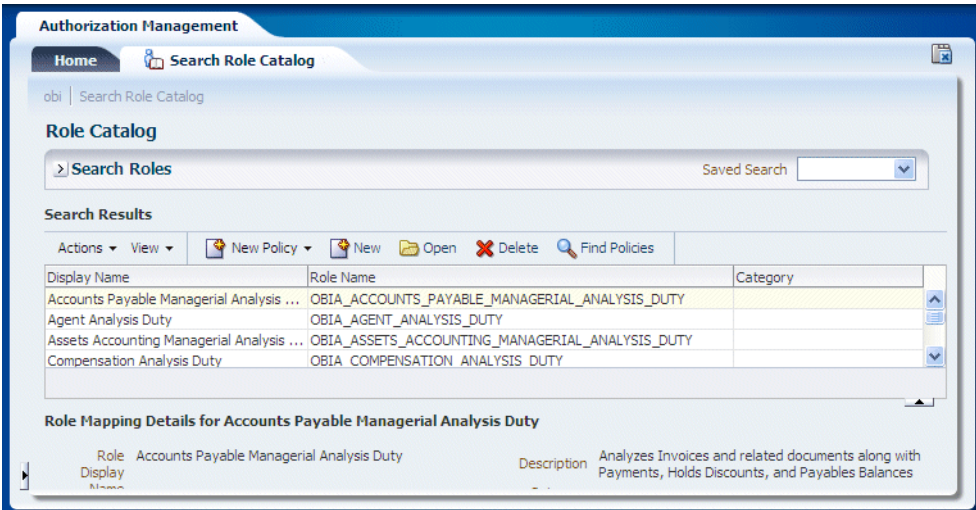 Authorization Management
Home
Search Role Catalog
obi | Search Role Catalog
Role Catalog
Search Roles
Saved Search
Search Results
Actions View New Policy New Open Delete Find Policies
Display Name Role Name Category
Accounts Payable Managerial Analysis ... OBIA_ACCOUNTS_PAYABLE_MANAGERIAL_ANALYSIS_DUTY
Agent Analysis Duty OBIA_AGENT_ANALYSIS_DUTY
Assets Accounting Managerial Analysis ... OBIA_ASSETS_ACCOUNTING_MANAGERIAL_ANALYSIS_DUTY
Compensation Analysis Duty OBIA_COMPENSATION_ANALYSIS_DUTY
Role Mapping Details for Accounts Payable Managerial Analysis Duty
Role Display Name
Accounts Payable Managerial Analysis Duty
Description
Analyzes Invoices and related documents along with
Payments, Holds Discounts, and Payables Balances